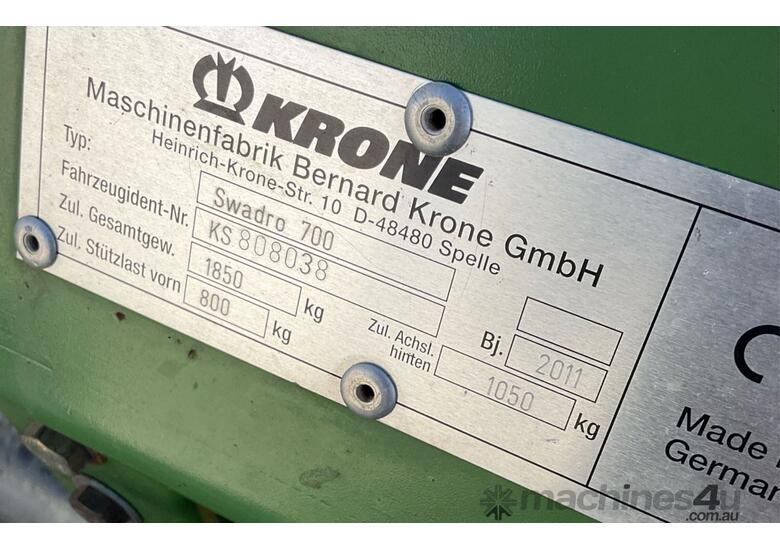 KRONE
Maschinenfabrik Bernard Krone GmbH
Heinrich-Krone-Str. 10 D-48480 Spelle
Typ: Swadro 700
Fahrzeugident-Nr. KS 808038
Zul. Gesamtgew. 1850 kg
Zul. Stützlast vorn 800 kg
Zul. Achsl. hinten 1050 kg
Bj. 2011
Made
German
machines4u
.com.au